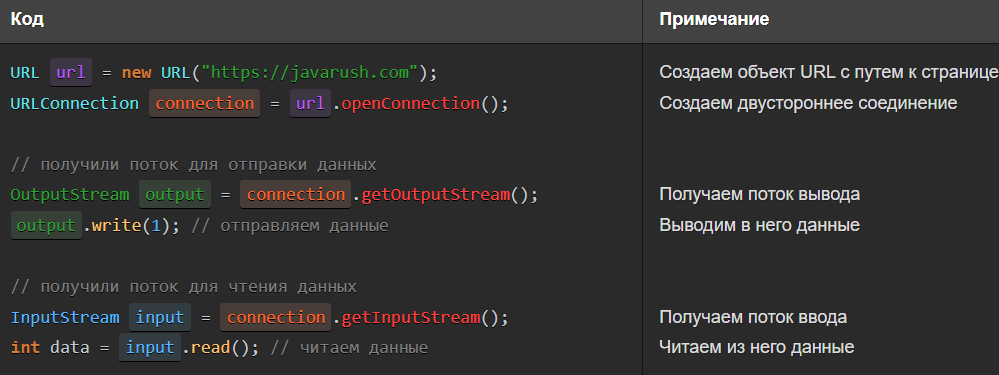 Код Примечание
URL url = new URL("https://javarush.com"); Создаем объект URL с путем к странице
URLConnection connection = url.openConnection(); Создаем двустороннее соединение
// получили поток для отправки данных
OutputStream output = connection.getOutputStream(); Получаем поток вывода
output.write(1); // отправляем данные Выводим в него данные
// получили поток для чтения данных
InputStream input = connection.getInputStream(); Получаем поток ввода
int data = input.read(); // читаем данные Читаем из него данные